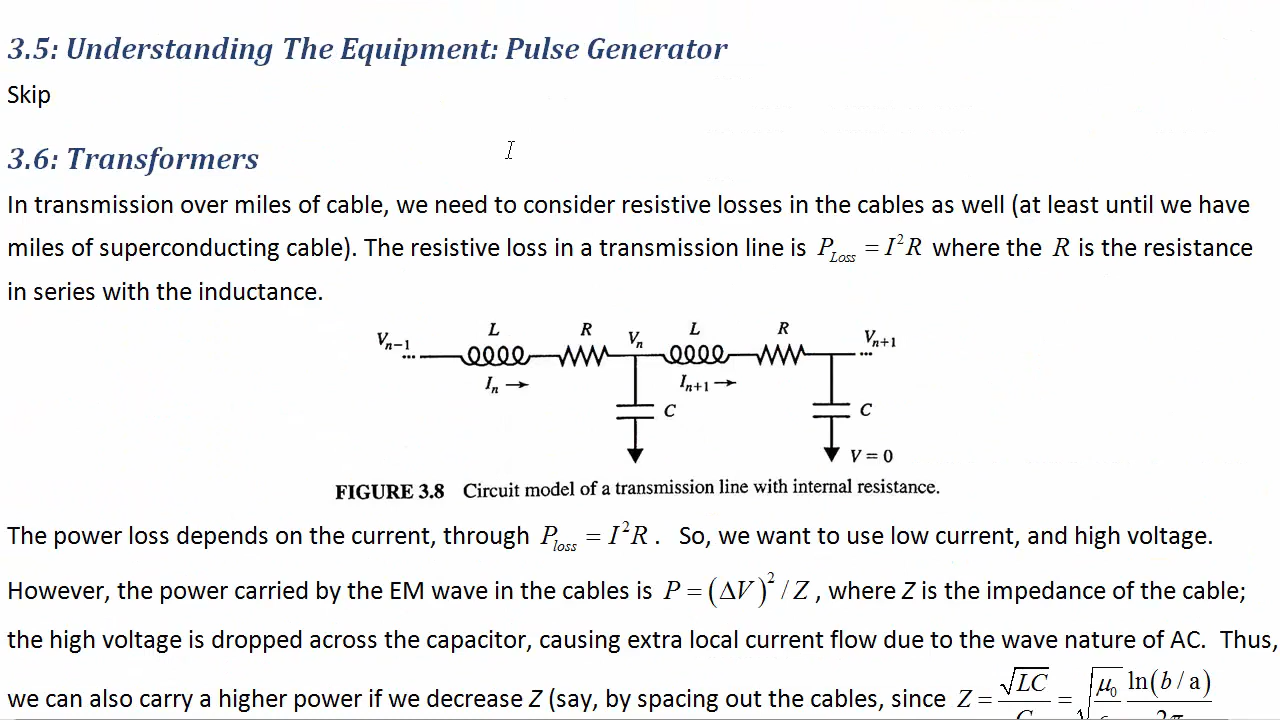 3.5: Understanding The Equipment: Pulse Generator
Skip
3.6: Transformers
In transmission over miles of cable, we need to consider resistive losses in the cables as well (at least until we have
miles of superconducting cable). The resistive loss in a transmission line is P_Loss = I²R where the R is the resistance
in series with the inductance.
V_n−1 L R V_n L R V_n+1
I_n → I_n+1 →
C C
V = 0
FIGURE 3.8 Circuit model of a transmission line with internal resistance.
The power loss depends on the current, through P_loss = I²R. So, we want to use low current, and high voltage.
However, the power carried by the EM wave in the cables is P = (ΔV)² / Z, where Z is the impedance of the cable;
the high voltage is dropped across the capacitor, causing extra local current flow due to the wave nature of AC. Thus,
we can also carry a higher power if we decrease Z (say, by spacing out the cables, since Z = √LC / C = √μ₀ ln(b / a)